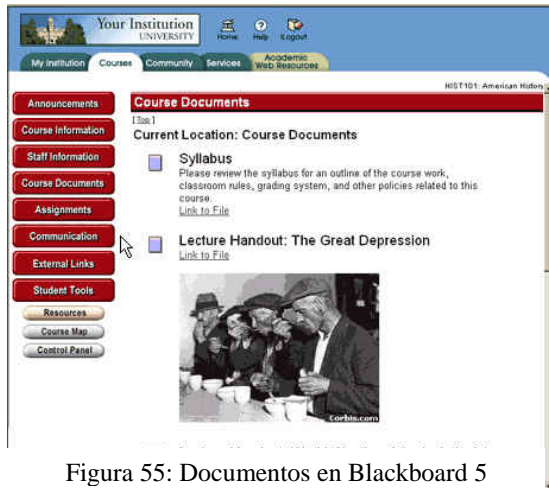 Your Institution
UNIVERSITY
Home Help Logout
My Institution Courses Community Services Academic
Web Resources
HIST101: American History
Announcements
Course Information
Staff Information
Course Documents
Assignments
Communication
External Links
Student Tools
Resources
Course Map
Control Panel
Course Documents
[Top]
Current Location: Course Documents
Syllabus
Please review the syllabus for an outline of the course work,
classroom rules, grading system, and other policies related to this
course.
Link to File
Lecture Handout: The Great Depression
Link to File
Corbis.com
Figura 55: Documentos en Blackboard 5